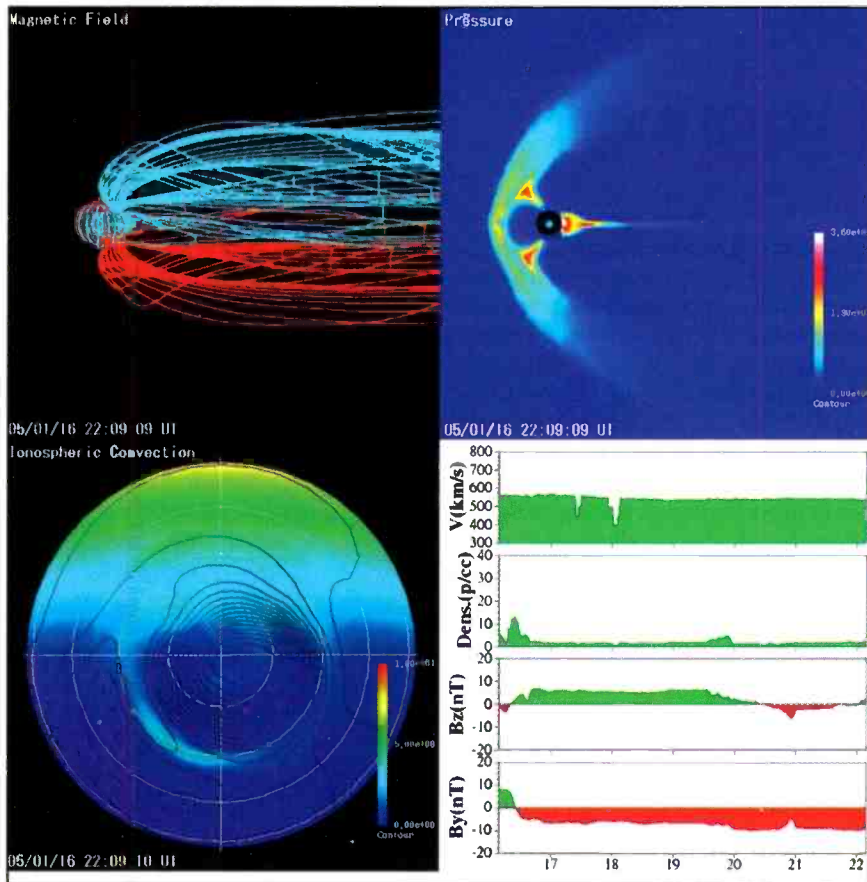 Magnetic Field
Pressure
05/01/16 22:09 09 UT
05/01/16 22:09:09 UT
Contour
Ionospheric Comvection
05/01/16 22:09 10 UT
Contour
V(km/s)
800
700
600
500
400
300
Dens.(p/cc)
40
30
20
10
0
Bz(nT)
20
10
0
-10
-20
By(nT)
20
10
0
-10
-20
17 18 19 20 21 22